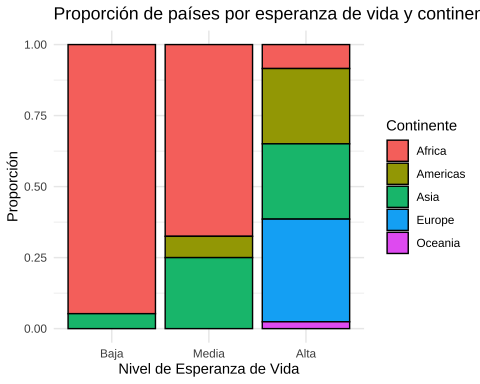 Proporción de países por esperanza de vida y continen
1.00
0.75
0.50
0.25
0.00
Proporción
Baja
Media
Alta
Nivel de Esperanza de Vida
Continente
Africa
Americas
Asia
Europe
Oceania